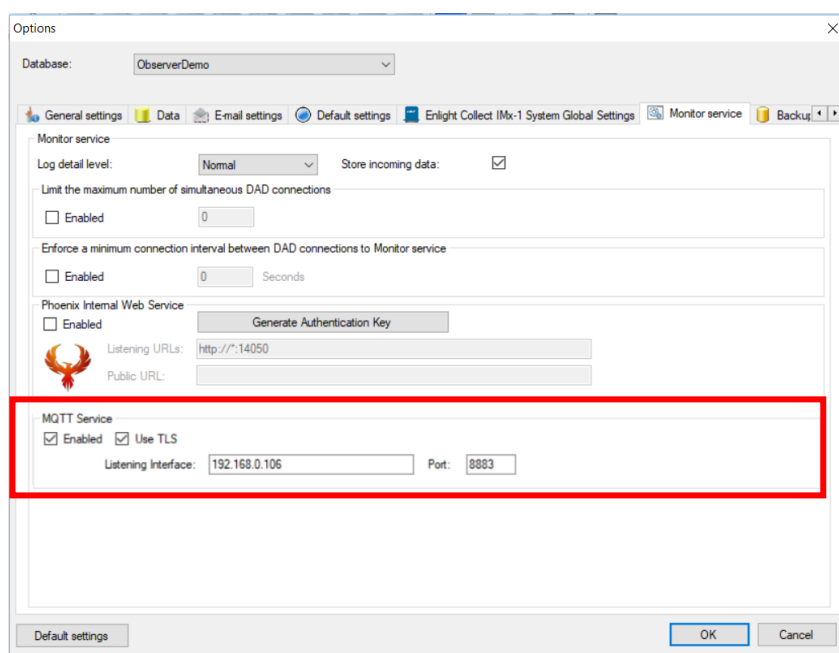 Options
Database: ObserverDemo
General settings Data E-mail settings Default settings Enlight Collect IMx-1 System Global Settings Monitor service Backup
Monitor service
Log detail level: Normal Store incoming data:
Limit the maximum number of simultaneous DAD connections
Enabled 0
Enforce a minimum connection interval between DAD connections to Monitor service
Enabled 0 Seconds
Phoenix Internal Web Service
Enabled Generate Authentication Key
Listening URLs: http://*:14050
Public URL:
MQTT Service
Enabled Use TLS
Listening Interface: 192.168.0.106 Port: 8883
Default settings OK Cancel